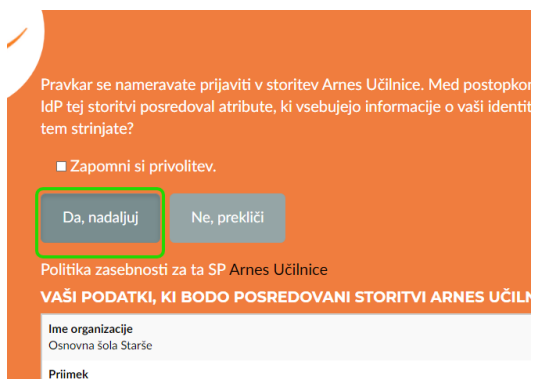 Pravkar se nameravate prijaviti v storitev Arnes Učilnice. Med postopkom
IdP tej storitvi posredoval atribute, ki vsebujejo informacije o vaši identit
tem strinjate?
Zapomni si privolitev.
Da, nadaljuj
Ne, prekliči
Politika zasebnosti za ta SP Arnes Učilnice
VAŠI PODATKI, KI BODO POSREDOVANI STORITVI ARNES UČILN
Ime organizacije
Osnovna šola Starše
Priimek